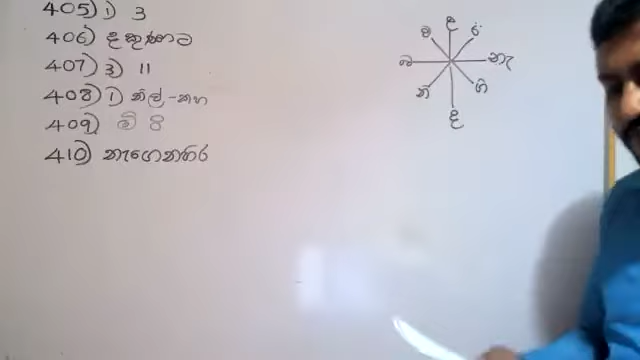 405) 1) 3
406) දකුණට
407) 3) 11
408) 1) නිල් - කහ
409) මී 8
410) නැගෙනහිර
උ
ව
ඊ
බ
නැ
නි
ගි
ද